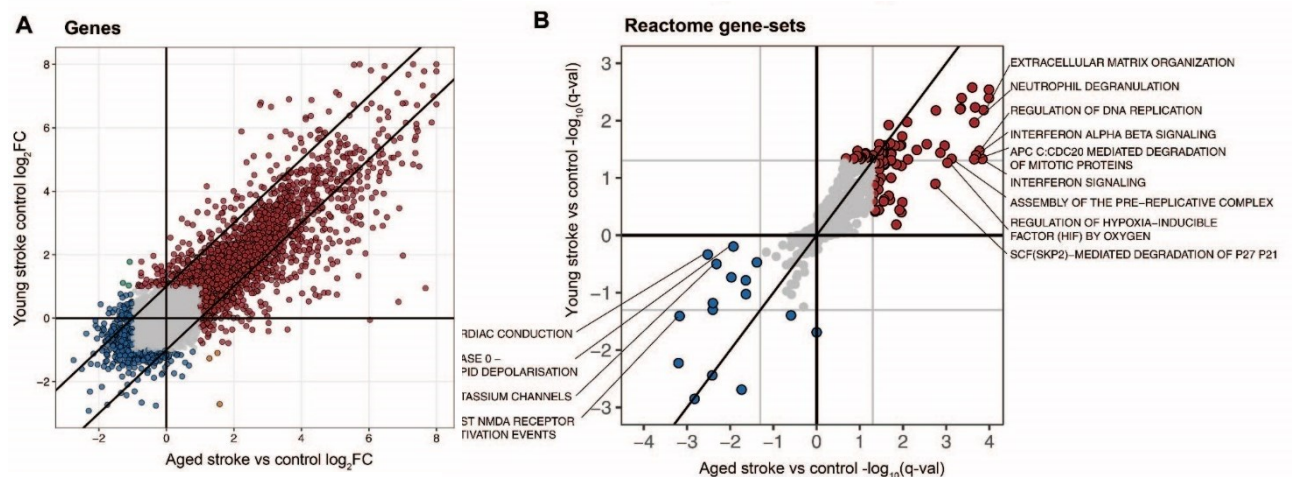 A
Genes
Young stroke control log2FC
8
6
4
2
0
−2
−2
0
2
4
6
8
Aged stroke vs control log2FC
B
Reactome gene-sets
Young stroke vs control -log10(q-val)
3
2
1
0
−1
−2
−3
−4
−3
−2
−1
0
1
2
3
4
Aged stroke vs control -log10(q-val)
EXTRACELLULAR MATRIX ORGANIZATION
NEUTROPHIL DEGRANULATION
REGULATION OF DNA REPLICATION
INTERFERON ALPHA BETA SIGNALING
APC C:CDC20 MEDIATED DEGRADATION
OF MITOTIC PROTEINS
INTERFERON SIGNALING
ASSEMBLY OF THE PRE−REPLICATIVE COMPLEX
REGULATION OF HYPOXIA−INDUCIBLE
FACTOR (HIF) BY OXYGEN
SCF(SKP2)−MEDIATED DEGRADATION OF P27 P21
RDIAC CONDUCTION
ASE 0 −
PID DEPOLARISATION
TASSIUM CHANNELS
ST NMDA RECEPTOR
TIVATION EVENTS